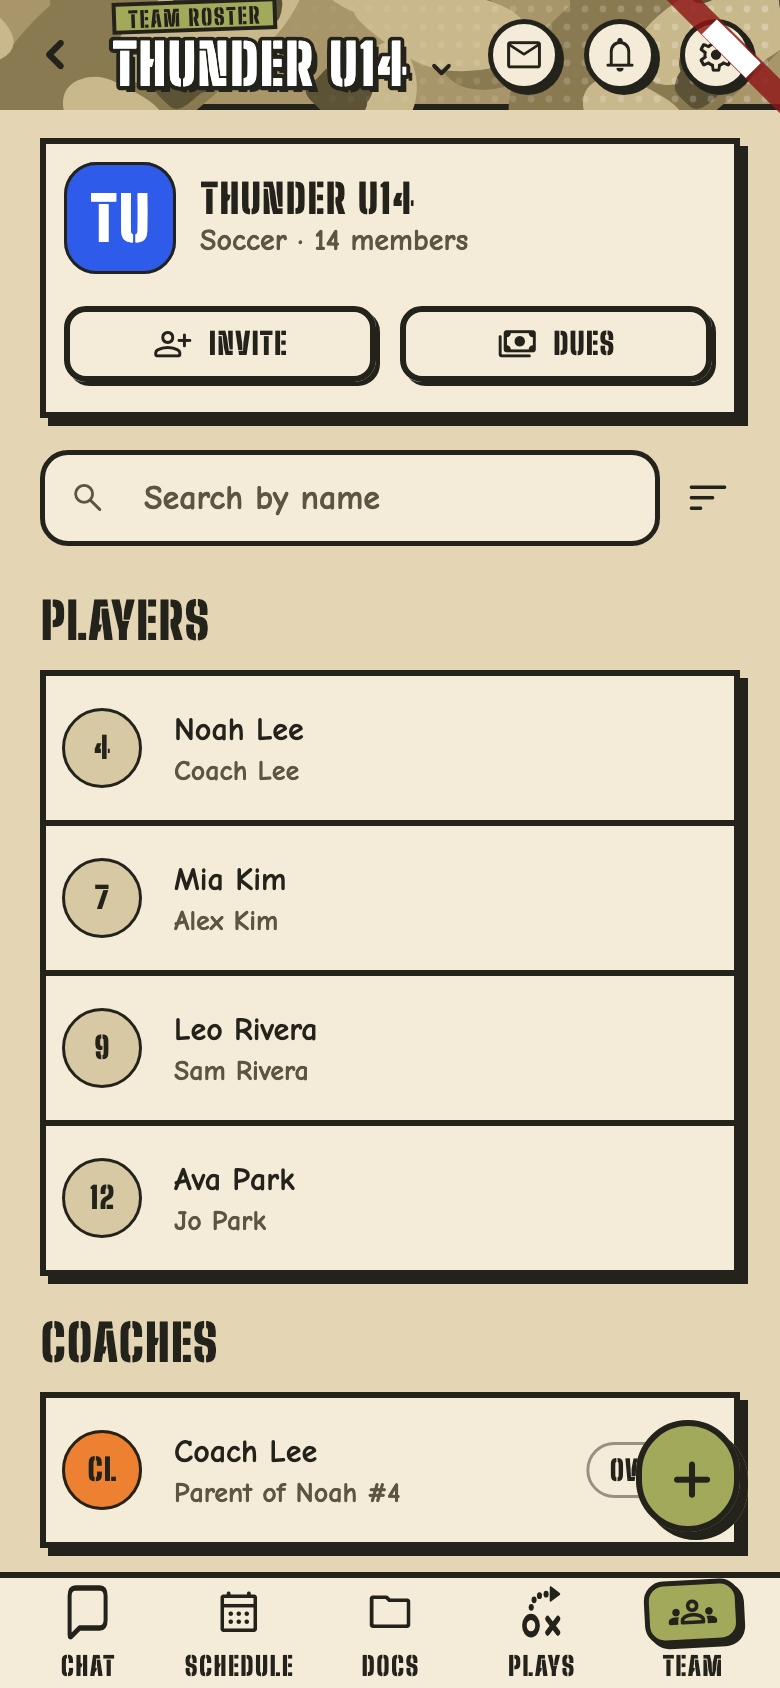 TEAM ROSTER
THUNDER U14
TU
THUNDER U14
Soccer · 14 members
INVITE
DUES
Search by name
PLAYERS
4
Noah Lee
Coach Lee
7
Mia Kim
Alex Kim
9
Leo Rivera
Sam Rivera
12
Ava Park
Jo Park
COACHES
CL
Coach Lee
Parent of Noah #4
CHAT
SCHEDULE
DOCS
PLAYS
TEAM